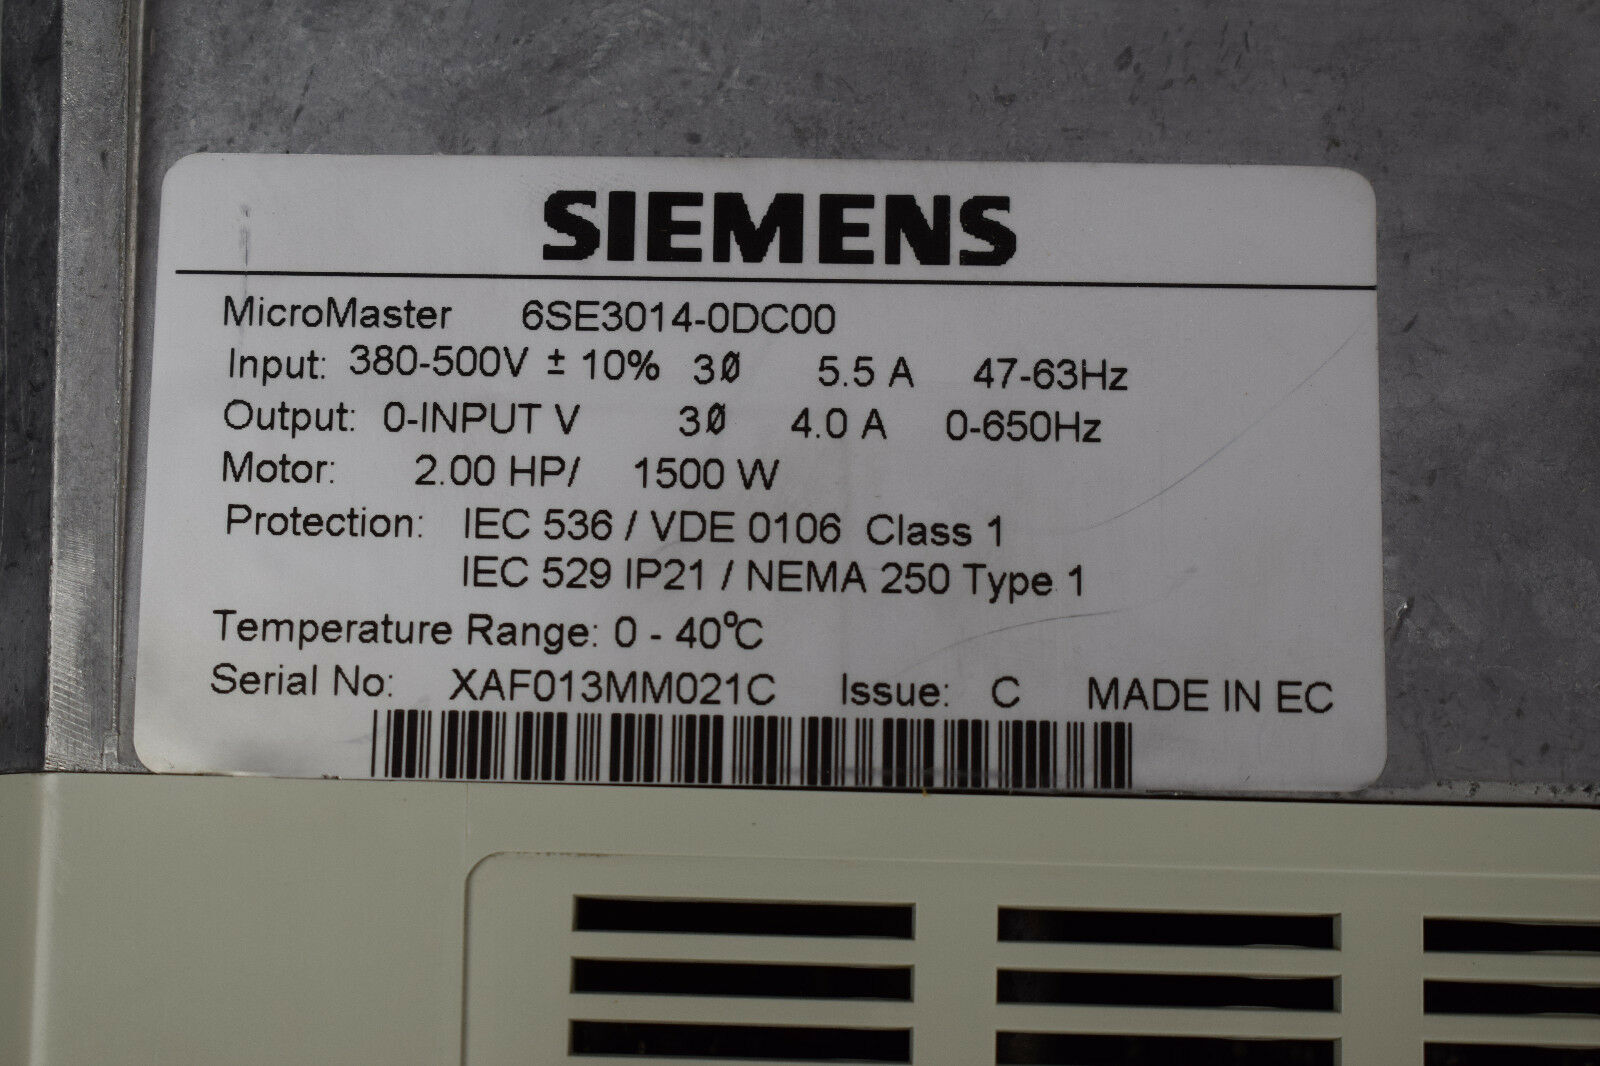 SIEMENS
MicroMaster 6SE3014-0DC00
Input: 380-500V ± 10% 3Ø 5.5 A 47-63Hz
Output: 0-INPUT V 3Ø 4.0 A 0-650Hz
Motor: 2.00 HP/ 1500 W
Protection: IEC 536 / VDE 0106 Class 1
IEC 529 IP21 / NEMA 250 Type 1
Temperature Range: 0 - 40°C
Serial No: XAF013MM021C Issue: C MADE IN EC